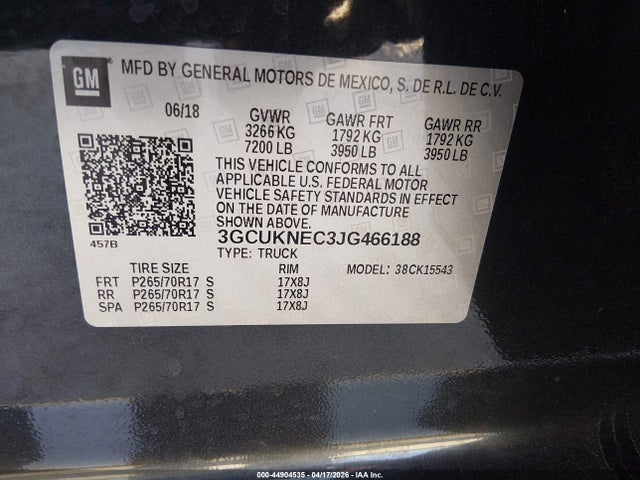 GM MFD BY GENERAL MOTORS DE MEXICO, S. DE R.L. DE C.V.
06/18 GVWR GAWR FRT GAWR RR
3266 KG 1792 KG 1792 KG
7200 LB 3950 LB 3950 LB
THIS VEHICLE CONFORMS TO ALL
APPLICABLE U.S. FEDERAL MOTOR
VEHICLE SAFETY STANDARDS IN EFFECT
ON THE DATE OF MANUFACTURE
SHOWN ABOVE.
457B 3GCUKNEC3JG466188
TYPE: TRUCK
TIRE SIZE RIM MODEL: 38CK15543
FRT P265/70R17 S 17X8J
RR P265/70R17 S 17X8J
SPA P265/70R17 S 17X8J
000-44904535 - 04/17/2026 - IAAI.COM